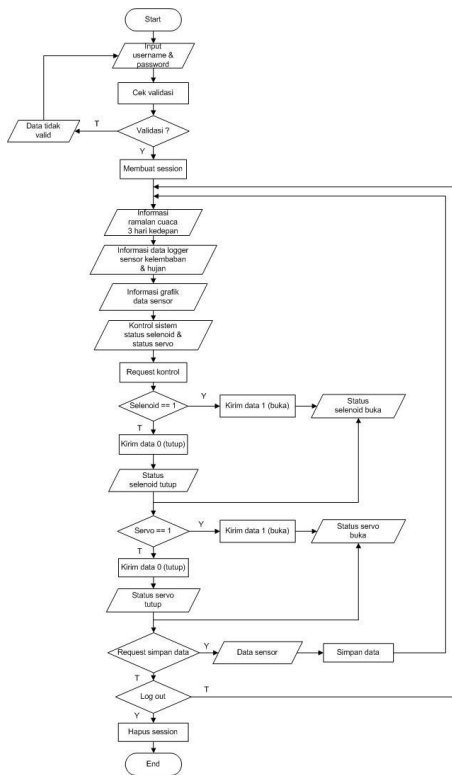 Start
Input
username &
password
Cek validasi
Data tidak
valid
T
Validasi ?
Y
Membuat session
Informasi
ramalan cuaca
3 hari kedepan
Informasi data logger
sensor kelembaban
& hujan
Informasi grafik
data sensor
Kontrol sistem
status selenoid &
status servo
Request kontrol
Selenoid == 1
Y
Kirim data 1 (buka)
Status
selenoid buka
T
Kirim data 0 (tutup)
Status
selenoid tutup
Servo == 1
Y
Kirim data 1 (buka)
Status servo
buka
T
Kirim data 0 (tutup)
Status servo
tutup
Request simpan data
Y
Data sensor
Simpan data
T
Log out
T
Y
Hapus session
End